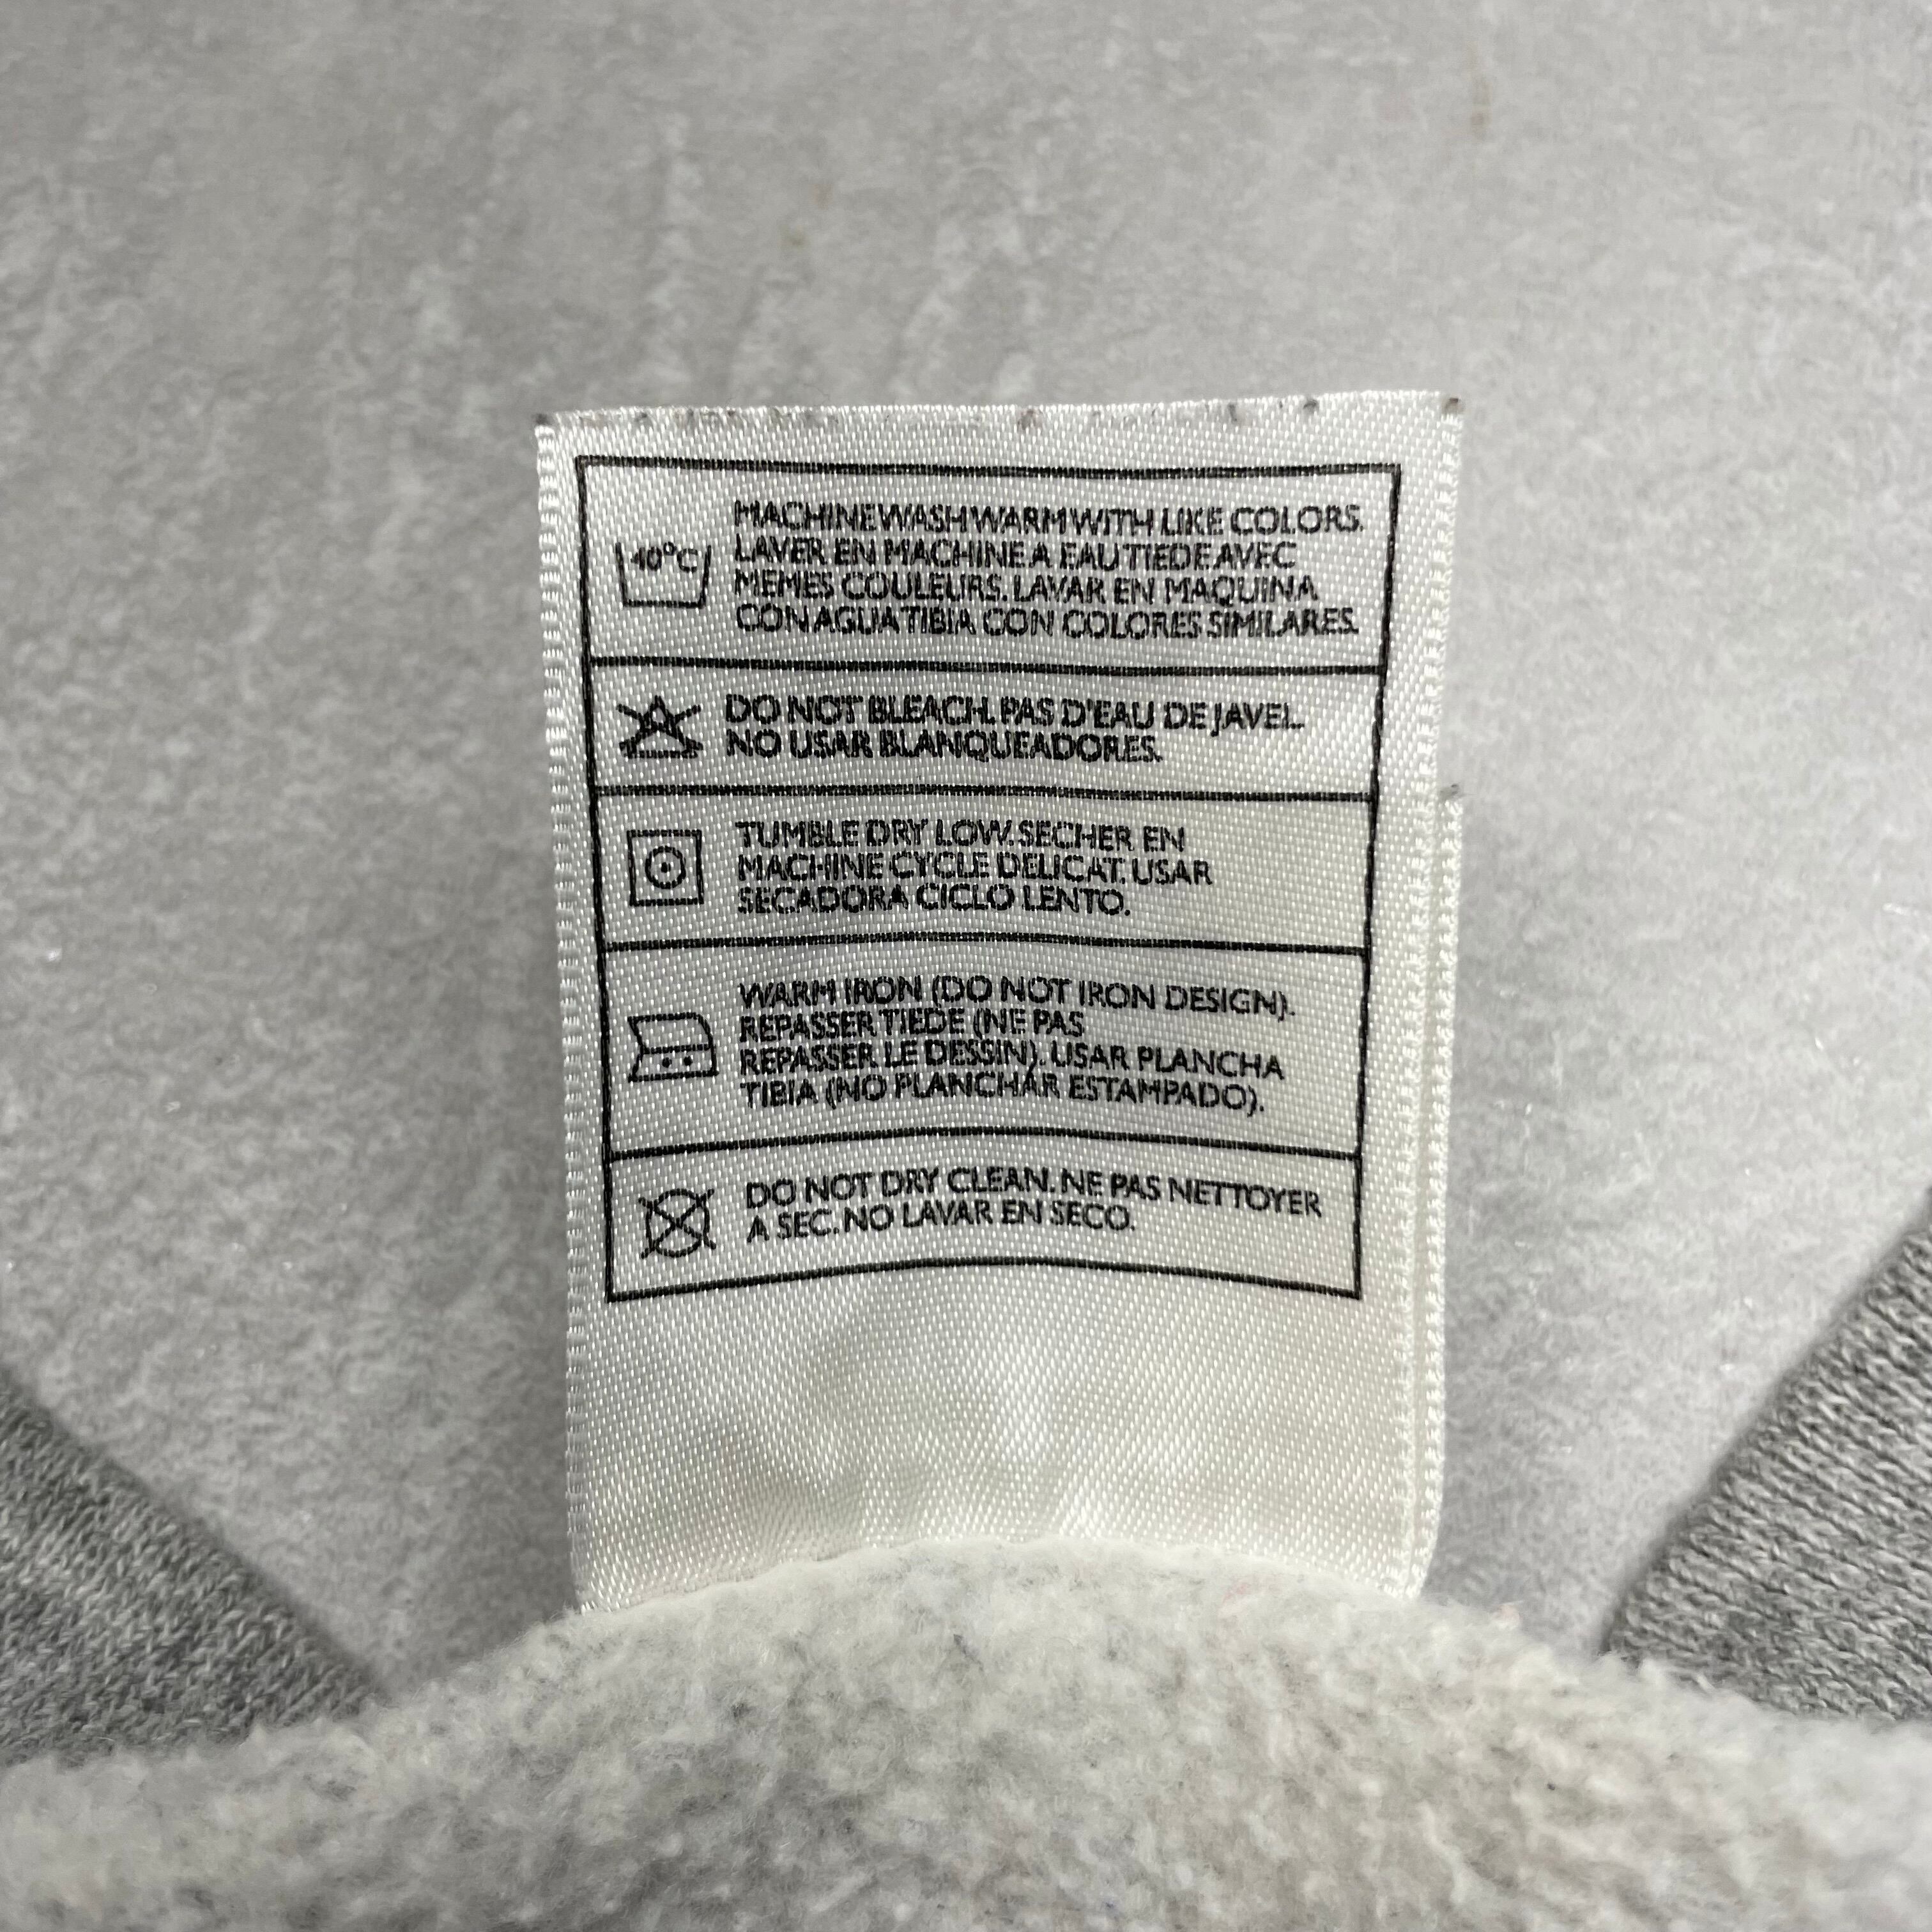 40°C
MACHINE WASH WARM WITH LIKE COLORS.
LAVER EN MACHINE A EAU TIEDE AVEC
MEMES COULEURS. LAVAR EN MAQUINA
CON AGUA TIBIA CON COLORES SIMILARES.
DO NOT BLEACH. PAS D'EAU DE JAVEL.
NO USAR BLANQUEADORES.
TUMBLE DRY LOW. SECHER EN
MACHINE CYCLE DELICAT. USAR
SECADORA CICLO LENTO.
WARM IRON (DO NOT IRON DESIGN).
REPASSER TIEDE (NE PAS
REPASSER LE DESSIN). USAR PLANCHA
TIBIA (NO PLANCHAR ESTAMPADO).
DO NOT DRY CLEAN. NE PAS NETTOYER
A SEC. NO LAVAR EN SECO.